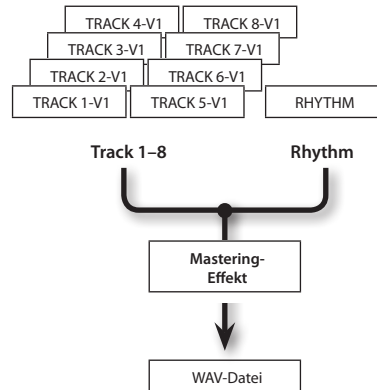 TRACK 4-V1 TRACK 8-V1
TRACK 3-V1 TRACK 7-V1
TRACK 2-V1 TRACK 6-V1
TRACK 1-V1 TRACK 5-V1 RHYTHM
Track 1–8 Rhythm
Mastering-
Effekt
WAV-Datei